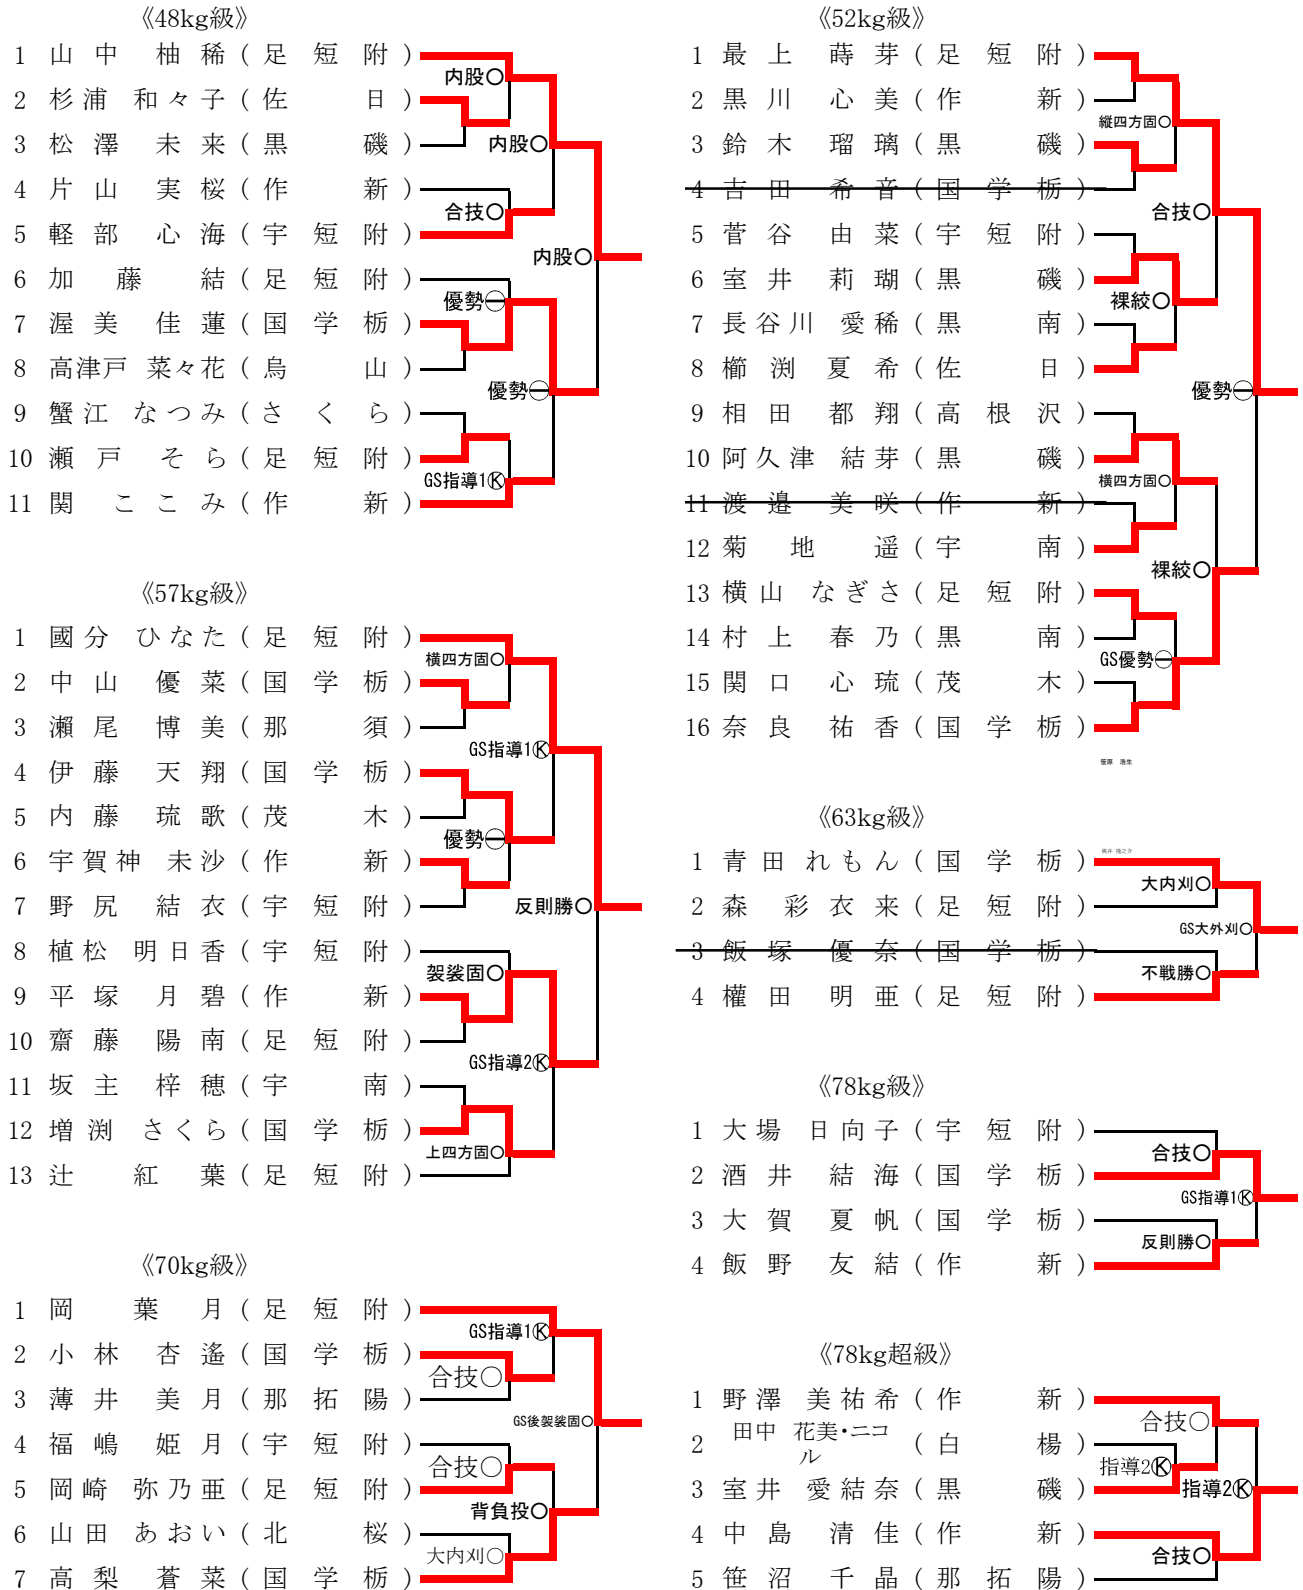 《48kg級》
1 山中 柚稀 (足短附)
2 杉浦 和々子 (佐日)
3 松澤 未来 (黒磯)
4 片山 実桜 (作新)
5 軽部 心海 (宇短附)
6 加藤 結 (足短附)
7 渥美 佳蓮 (国学栃)
8 高津戸 菜々花 (烏山)
9 蟹江 なつみ (さくら)
10 瀬戸 そら (足短附)
11 関 ここみ (作新)
内股○
内股○
合技○
内股○
優勢㊀
優勢㊀
GS指導1Ⓚ
《57kg級》
1 國分 ひなた (足短附)
2 中山 優菜 (国学栃)
3 瀬尾 博美 (那須)
4 伊藤 天翔 (国学栃)
5 内藤 琉歌 (茂木)
6 宇賀神 未沙 (作新)
7 野尻 結衣 (宇短附)
8 植松 明日香 (宇短附)
9 平塚 月碧 (作新)
10 齋藤 陽南 (足短附)
11 坂主 梓穂 (宇南)
12 増渕 さくら (国学栃)
13 辻 紅葉 (足短附)
横四方固○
GS指導1Ⓚ
優勢㊀
反則勝○
袈裟固○
GS指導2Ⓚ
上四方固○
《70kg級》
1 岡 葉月 (足短附)
2 小林 杏遙 (国学栃)
3 薄井 美月 (那拓陽)
4 福嶋 姫月 (宇短附)
5 岡崎 弥乃亜 (足短附)
6 山田 あおい (北桜)
7 高梨 蒼菜 (国学栃)
GS指導1Ⓚ
合技○
GS後袈裟固○
合技○
背負投○
大内刈○
《52kg級》
1 最上 蒔芽 (足短附)
2 黒川 心美 (作新)
3 鈴木 瑠璃 (黒磯)
4 吉田 希音 (国学栃)
5 菅谷 由菜 (宇短附)
6 室井 莉瑚 (黒磯)
7 長谷川 愛稀 (黒南)
8 櫛渕 夏希 (佐日)
9 相田 都翔 (高根沢)
10 阿久津 結芽 (黒磯)
11 渡邉 美咲 (作新)
12 菊地 遥 (宇南)
13 横山 なぎさ (足短附)
14 村上 春乃 (黒南)
15 関口 心琉 (茂木)
16 奈良 祐香 (国学栃)
縦四方固○
合技○
裸絞○
優勢㊀
横四方固○
裸絞○
GS優勢㊀
《63kg級》
1 青田 れもん (国学栃)
2 森 彩衣来 (足短附)
3 飯塚 優奈 (国学栃)
4 權田 明亜 (足短附)
大内刈○
GS大外刈○
不戦勝○
《78kg級》
1 大場 日向子 (宇短附)
2 酒井 結海 (国学栃)
3 大賀 夏帆 (国学栃)
4 飯野 友結 (作新)
合技○
GS指導1Ⓚ
反則勝○
《78kg超級》
1 野澤 美祐希 (作新)
2 田中 花美・ニコル (白楊)
3 室井 愛結奈 (黒磯)
4 中島 清佳 (作新)
5 笹沼 千晶 (那拓陽)
合技○
指導2Ⓚ
指導2Ⓚ
合技○